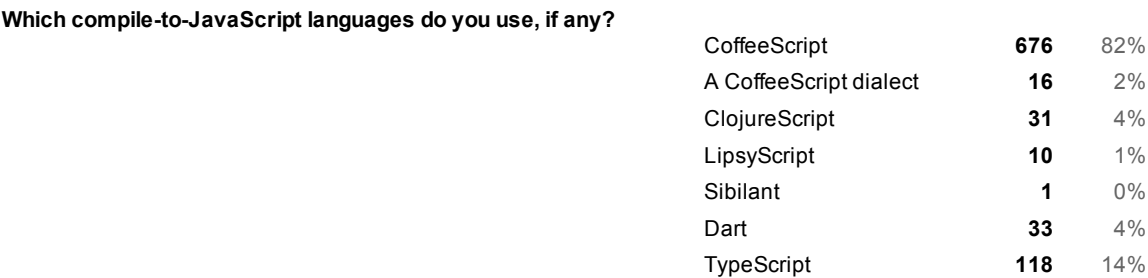 Which compile-to-JavaScript languages do you use, if any?
CoffeeScript 676 82%
A CoffeeScript dialect 16 2%
ClojureScript 31 4%
LipsyScript 10 1%
Sibilant 1 0%
Dart 33 4%
TypeScript 118 14%